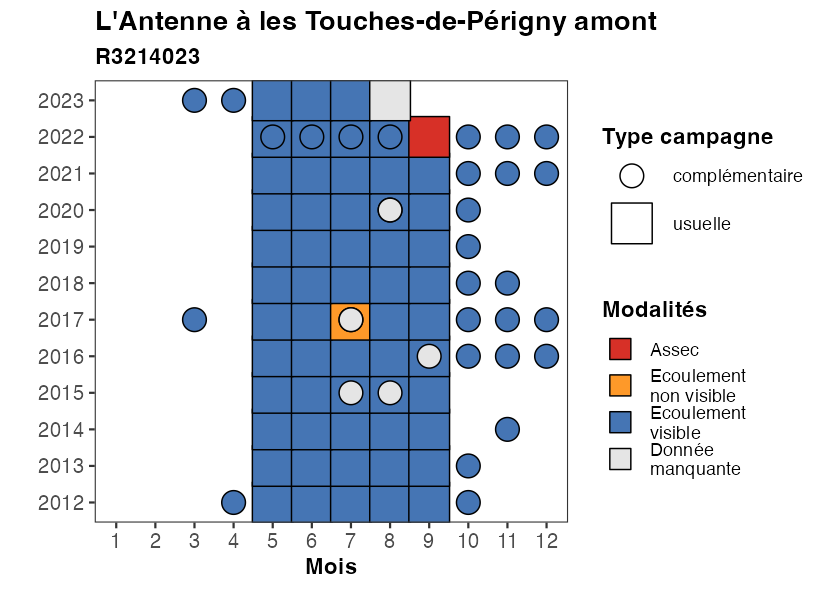 L'Antenne à les Touches-de-Périgny amont
R3214023
2023
2022
2021
2020
2019
2018
2017
2016
2015
2014
2013
2012
1 2 3 4 5 6 7 8 9 10 11 12
Mois
Type campagne
complémentaire
usuelle
Modalités
Assec
Ecoulement
non visible
Ecoulement
visible
Donnée
manquante